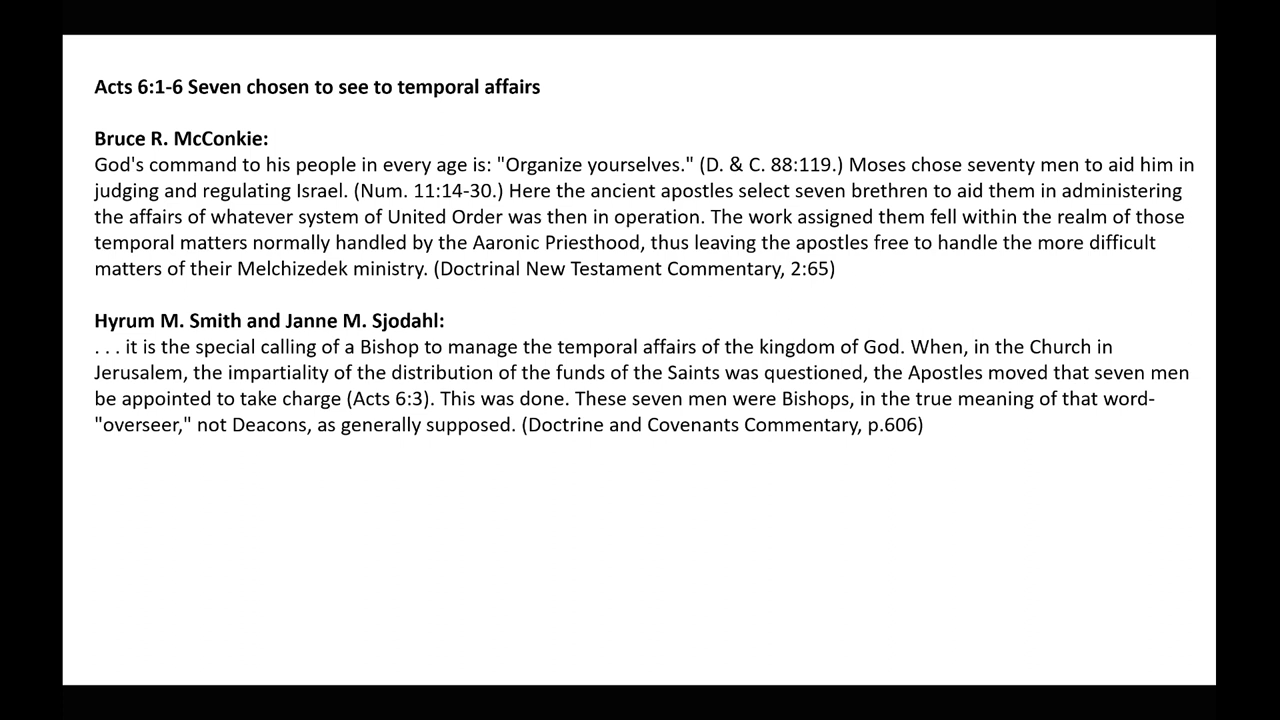 Acts 6:1-6 Seven chosen to see to temporal affairs
Bruce R. McConkie:
God's command to his people in every age is: "Organize yourselves." (D. & C. 88:119.) Moses chose seventy men to aid him in
judging and regulating Israel. (Num. 11:14-30.) Here the ancient apostles select seven brethren to aid them in administering
the affairs of whatever system of United Order was then in operation. The work assigned them fell within the realm of those
temporal matters normally handled by the Aaronic Priesthood, thus leaving the apostles free to handle the more difficult
matters of their Melchizedek ministry. (Doctrinal New Testament Commentary, 2:65)
Hyrum M. Smith and Janne M. Sjodahl:
. . . it is the special calling of a Bishop to manage the temporal affairs of the kingdom of God. When, in the Church in
Jerusalem, the impartiality of the distribution of the funds of the Saints was questioned, the Apostles moved that seven men
be appointed to take charge (Acts 6:3). This was done. These seven men were Bishops, in the true meaning of that word-
"overseer," not Deacons, as generally supposed. (Doctrine and Covenants Commentary, p.606)